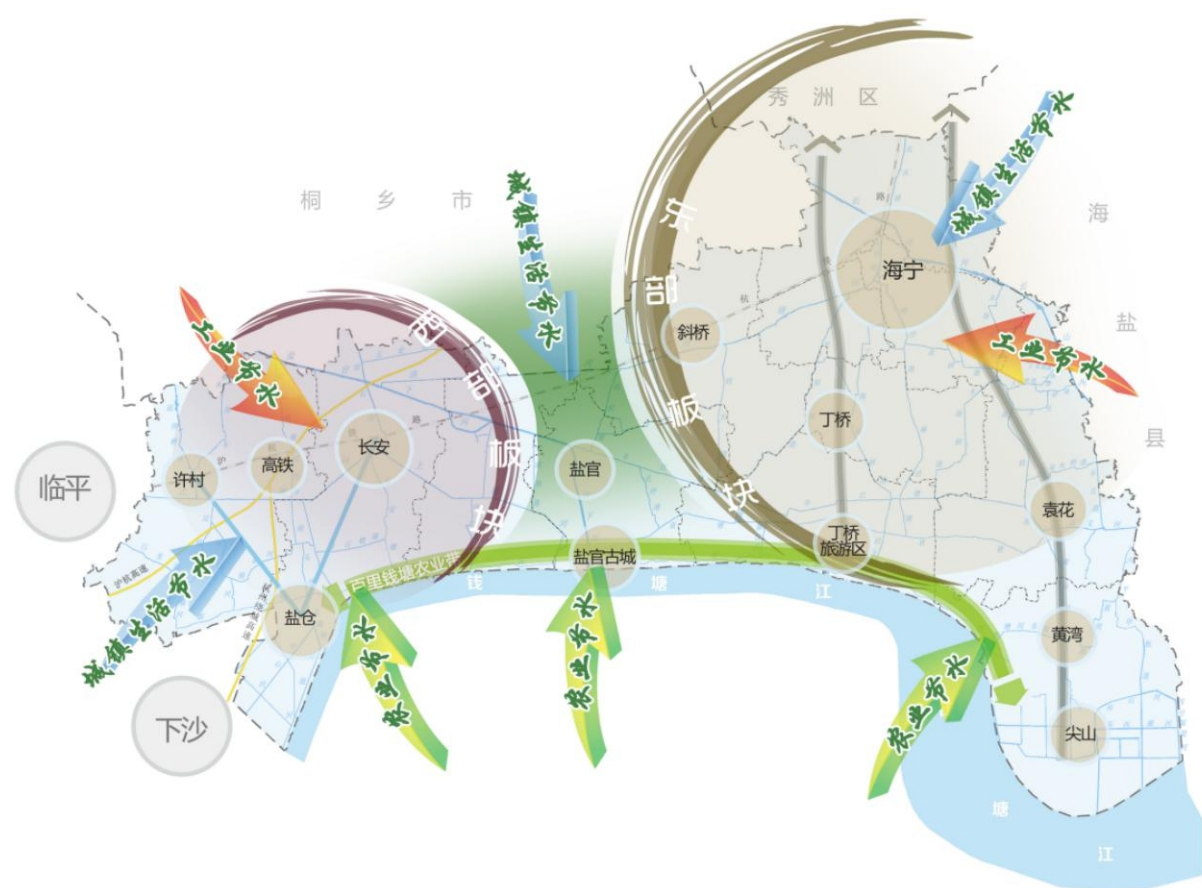 秀洲区
桐乡市
海盐县
城镇生活节水
城镇生活节水
东部板块
海宁
斜桥
工业节水
西部板块
工业节水
丁桥
临平
许村
高铁
长安
盐官
袁花
丁桥
旅游区
盐官古城
百里钱塘农业带
钱塘江
沪杭高速
城镇生活节水
盐仓
农业节水
农业节水
农业节水
黄湾
下沙
尖山
塘
江